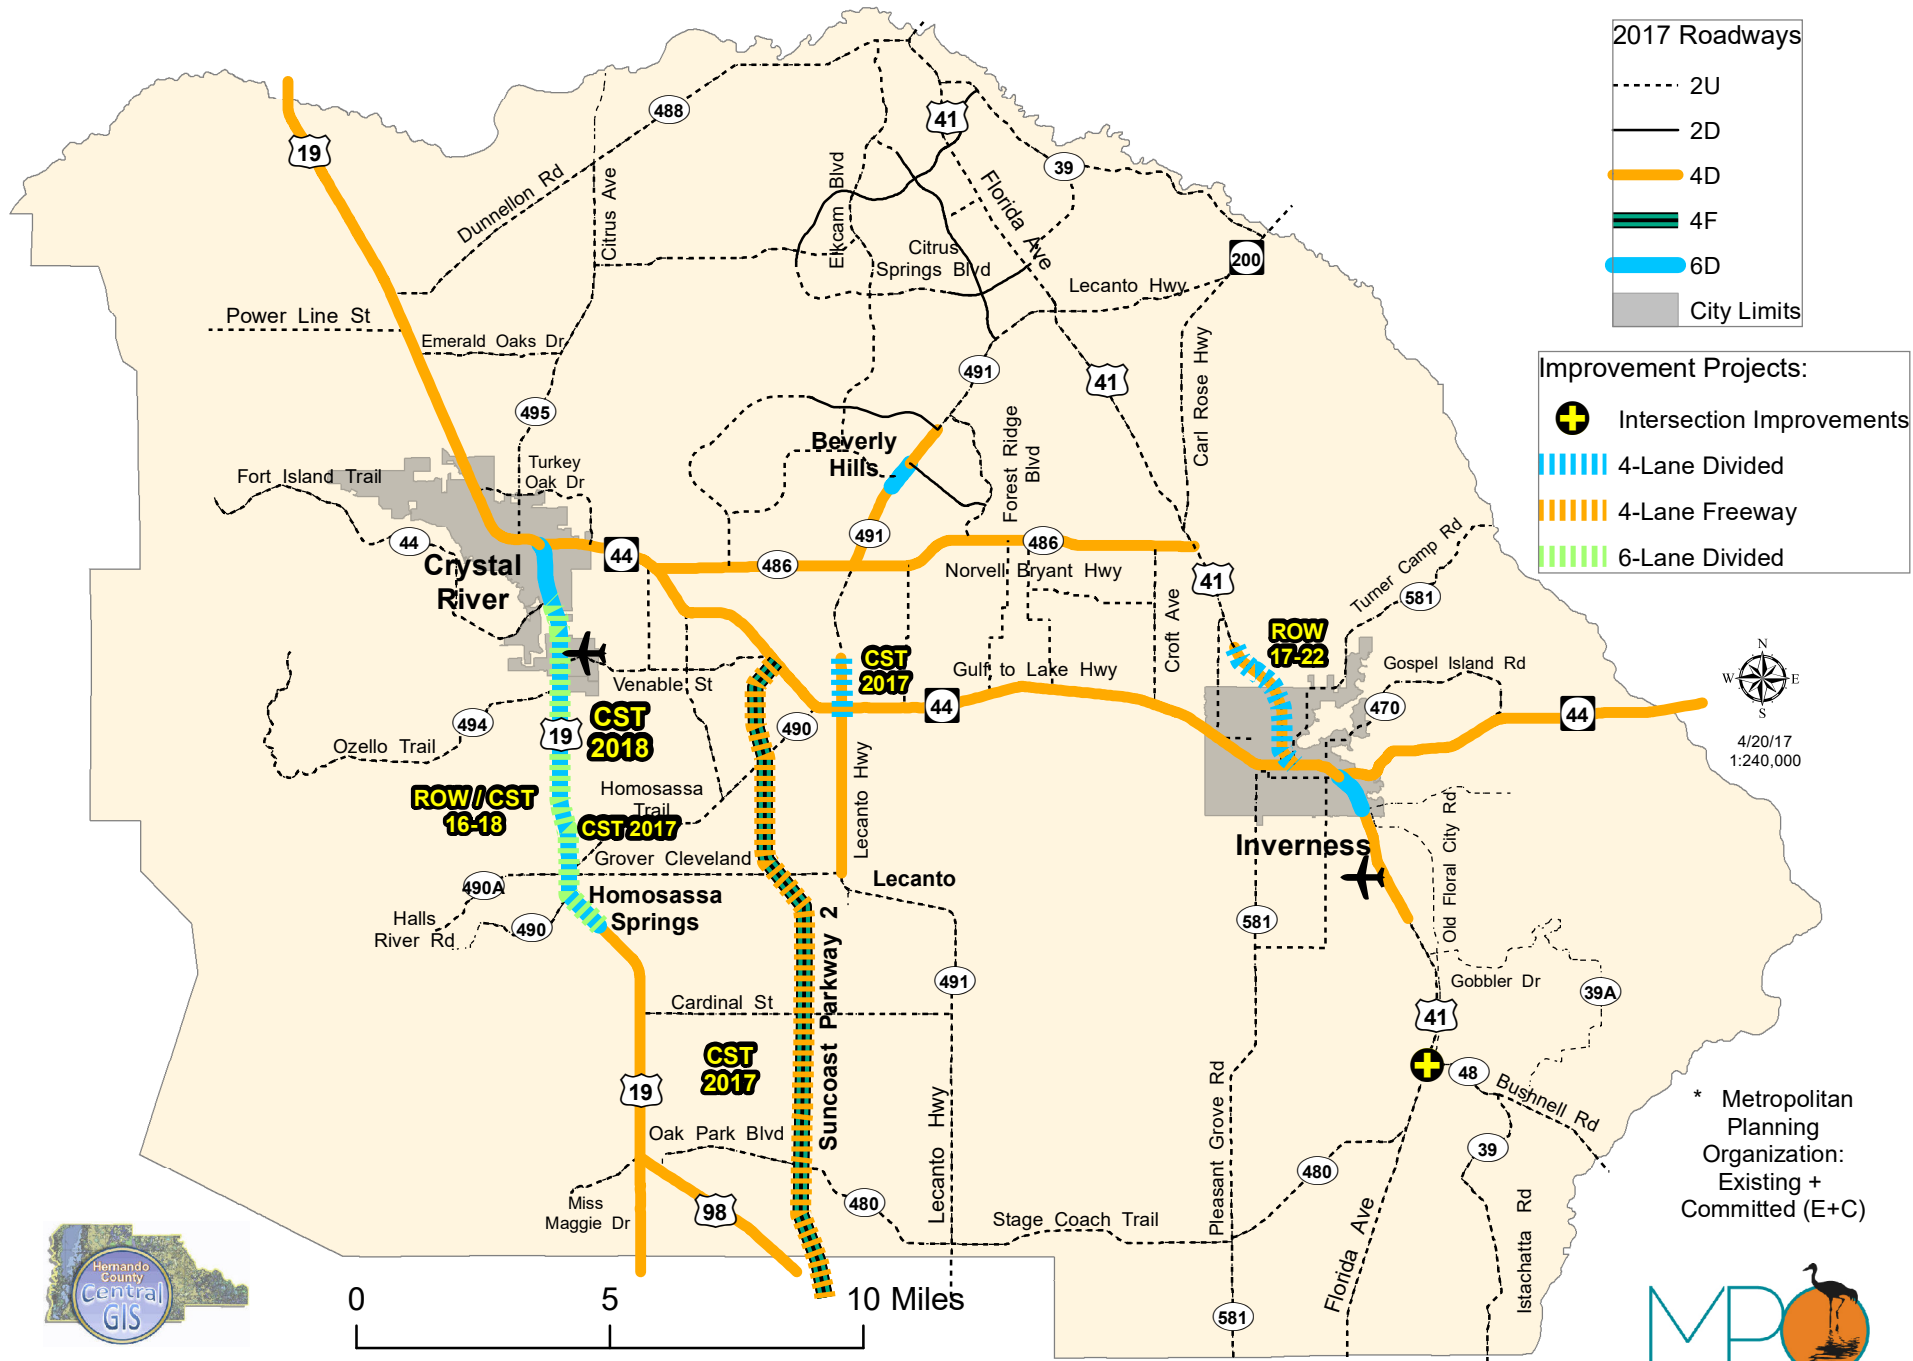 2017 Roadways
2U
2D
4D
4F
6D
City Limits
Improvement Projects:
Intersection Improvements
4-Lane Divided
4-Lane Freeway
6-Lane Divided
N
W
E
S
4/20/17
1:240,000
* Metropolitan
Planning
Organization:
Existing +
Committed (E+C)
MPO
Hernando
County
Central
GIS
0
5
10 Miles
19
488
41
39
Dunnellon Rd
Citrus Ave
Elkcam Blvd
Florida Ave
Citrus
Springs Blvd
200
Lecanto Hwy
Power Line St
Emerald Oaks Dr
491
41
Carl Rose Hwy
495
Beverly
Hills
Forest Ridge
Blvd
Fort Island Trail
Turkey
Oak Dr
44
Crystal
River
44
491
486
486
Norvell Bryant Hwy
41
Turner Camp Rd
581
Croft Ave
ROW
17-22
Venable St
CST
2017
Gulf to Lake Hwy
Gospel Island Rd
44
470
44
494
19
CST
2018
490
Ozello Trail
Lecanto Hwy
ROW / CST
16-18
Homosassa
Trail
CST 2017
Grover Cleveland
Old Floral City Rd
Inverness
490A
Lecanto
Homosassa
Springs
Halls
River Rd
490
581
Suncoast Parkway 2
491
Gobbler Dr
39A
Cardinal St
41
CST
2017
19
48
Bushnell Rd
Oak Park Blvd
Lecanto Hwy
Pleasant Grove Rd
39
480
Miss
Maggie Dr
98
480
Stage Coach Trail
Florida Ave
Istachatta Rd
581